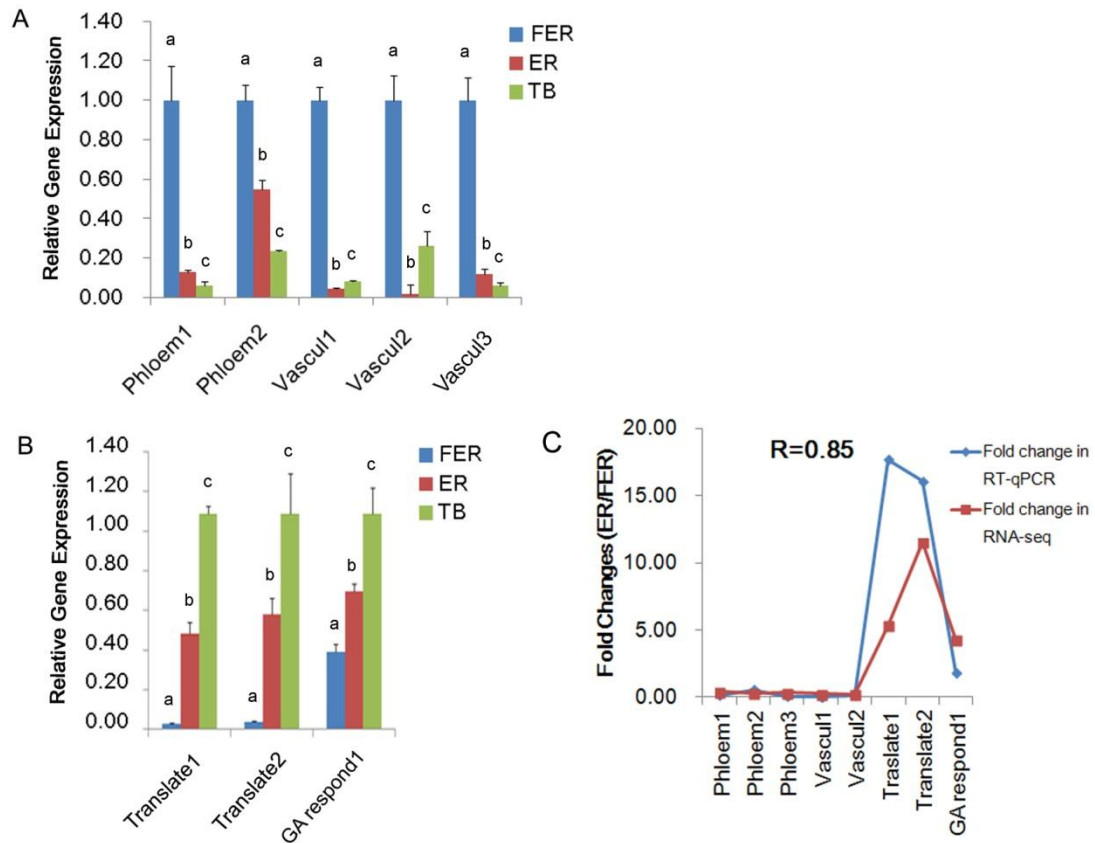 A
Relative Gene Expression
1.40
1.20
1.00
0.80
0.60
0.40
0.20
0.00
a
b
c
a
b
c
a
b
c
a
b
c
a
b
c
FER
ER
TB
Phloem1
Phloem2
Vascul1
Vascul2
Vascul3
B
Relative Gene Expression
1.40
1.20
1.00
0.80
0.60
0.40
0.20
0.00
a
b
c
a
b
c
a
b
c
FER
ER
TB
Translate1
Translate2
GA respond1
C
Fold Changes (ER/FER)
20.00
15.00
10.00
5.00
0.00
R=0.85
Fold change in
RT-qPCR
Fold change in
RNA-seq
Phloem1
Phloem2
Phloem3
Vascul1
Vascul2
Traslate1
Translate2
GA respond1